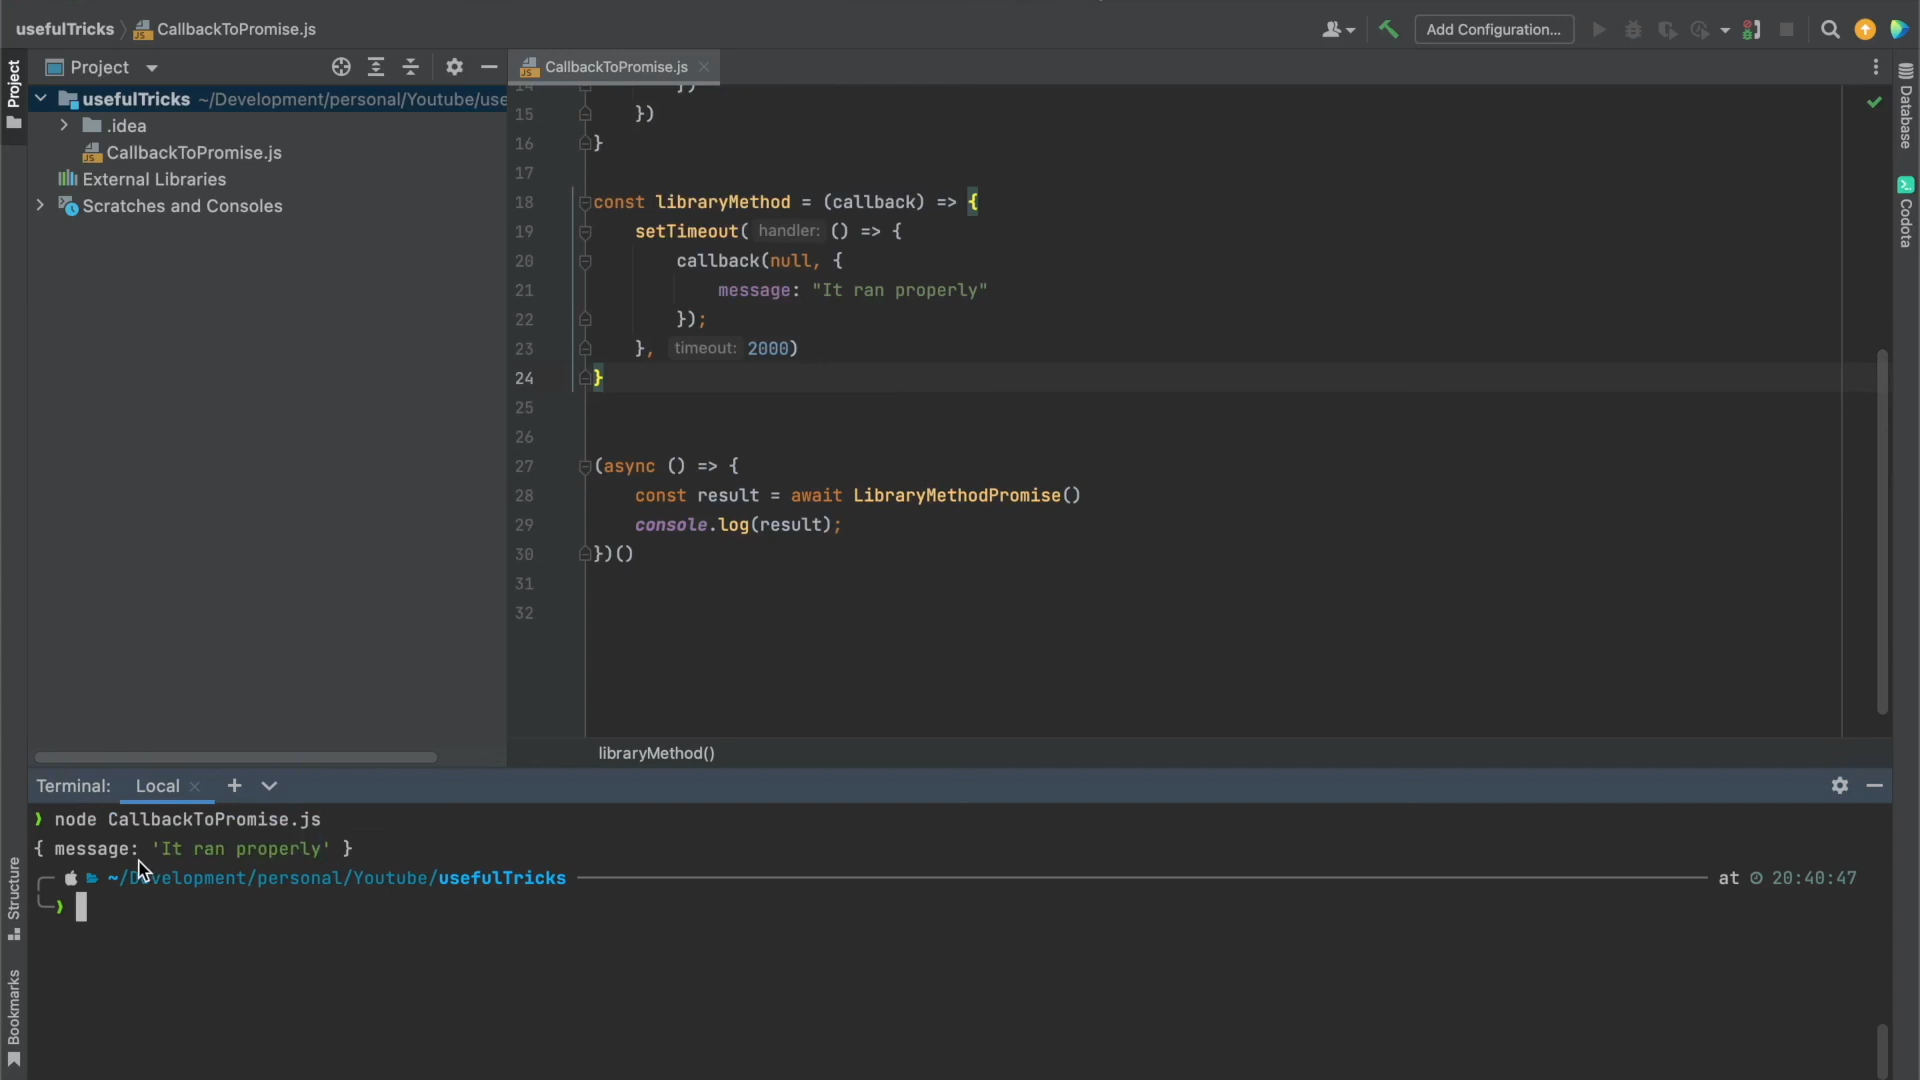 usefulTricks
CallbackToPromise.js
Add Configuration...
Project
Project
usefulTricks ~/Development/personal/Youtube/use
.idea
CallbackToPromise.js
External Libraries
Scratches and Consoles
CallbackToPromise.js
14 })
15 })
16 }
17
18 const libraryMethod = (callback) => {
19 setTimeout( handler: () => {
20 callback(null, {
21 message: "It ran properly"
22 });
23 }, timeout: 2000)
24 }
25
26
27 (async () => {
28 const result = await LibraryMethodPromise()
29 console.log(result);
30 })()
31
32
libraryMethod()
Database
Codota
Terminal: Local
❯ node CallbackToPromise.js
{ message: 'It ran properly' }
~/Development/personal/Youtube/usefulTricks at 20:40:47
❯
Structure
Bookmarks